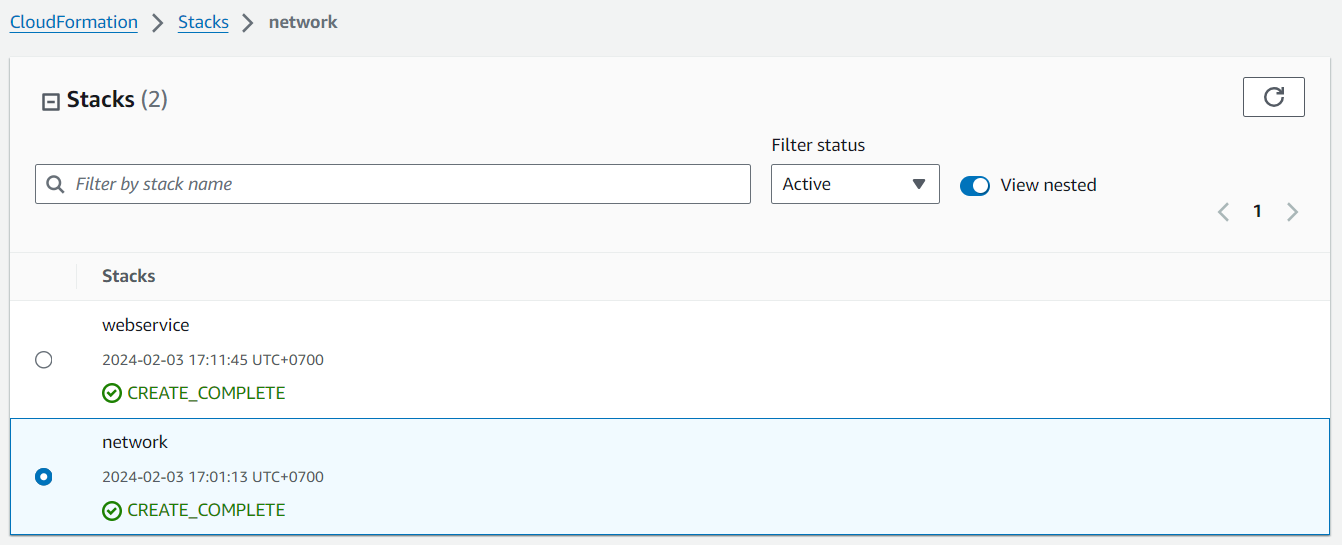 CloudFormation > Stacks > network
Stacks (2)
Filter status
Filter by stack name
Active
View nested
1
Stacks
webservice
2024-02-03 17:11:45 UTC+0700
CREATE_COMPLETE
network
2024-02-03 17:01:13 UTC+0700
CREATE_COMPLETE